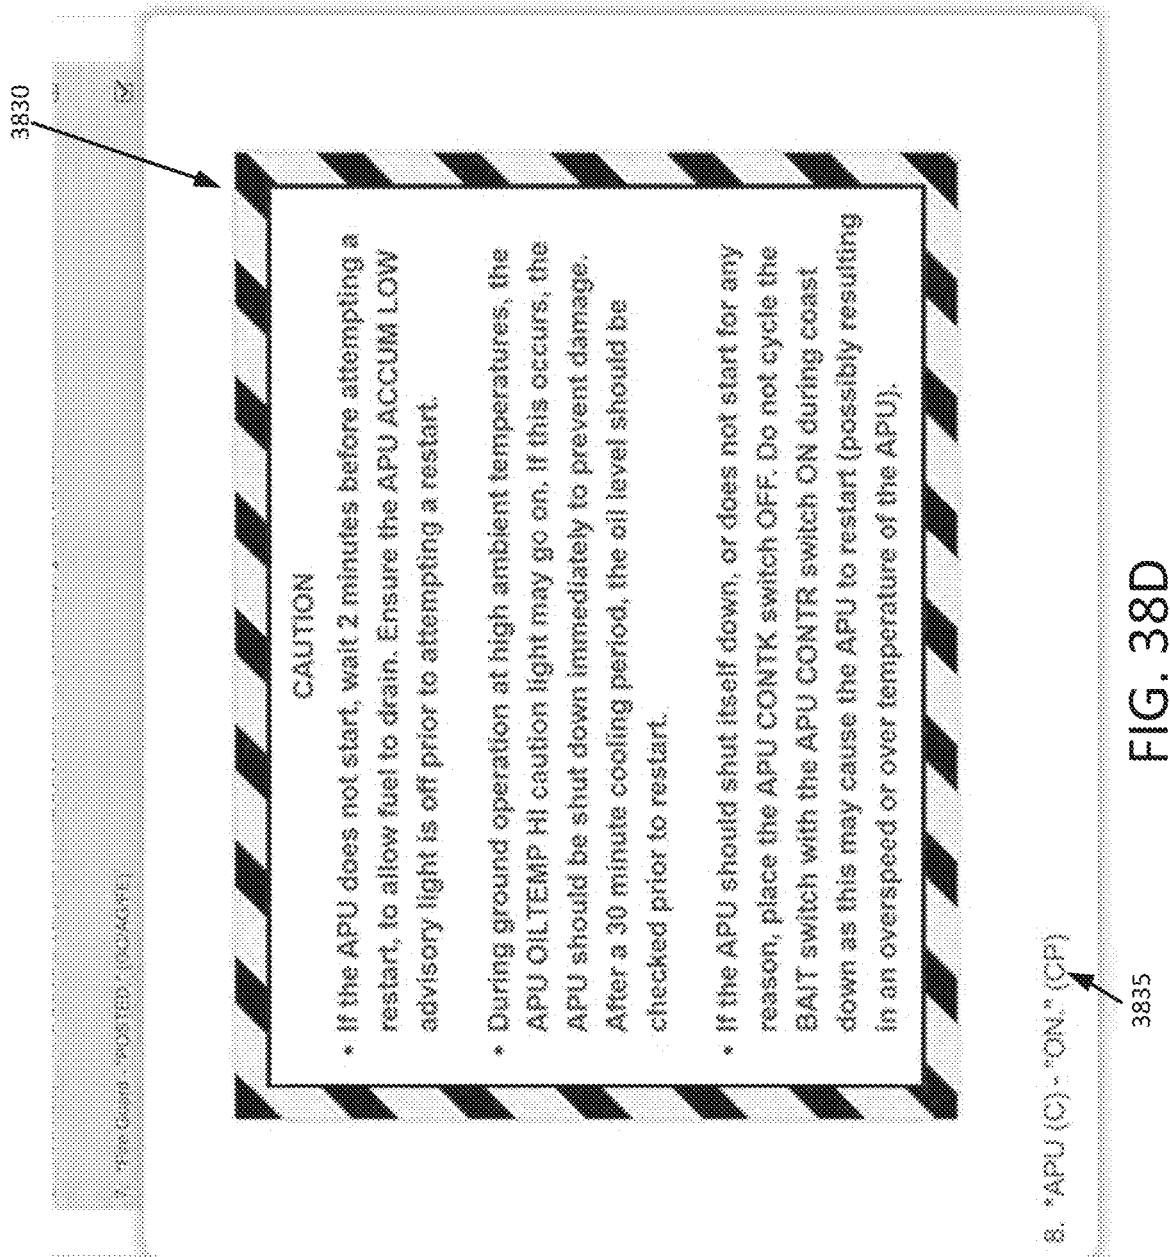 3830
7. *Fire Guard - "POSTED"
CAUTION
• If the APU does not start, wait 2 minutes before attempting a
restart, to allow fuel to drain. Ensure the APU ACCUM LOW
advisory light is off prior to attempting a restart.
• During ground operation at high ambient temperatures, the
APU OILTEMP HI caution light may go on. If this occurs, the
APU should be shut down immediately to prevent damage.
After a 30 minute cooling period, the oil level should be
checked prior to restart.
• If the APU should shut itself down, or does not start for any
reason, place the APU CONTK switch OFF. Do not cycle the
BAIT switch with the APU CONTR switch ON during coast
down as this may cause the APU to restart (possibly resulting
in an overspeed or over temperature of the APU).
8. *APU (C) - "ON." (CP)
3835
FIG. 38D